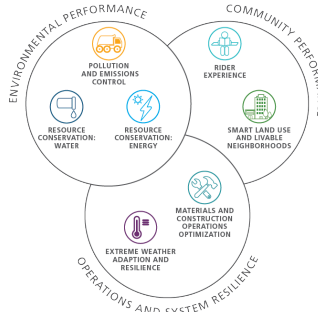 ENVIRONMENTAL PERFORMANCE
COMMUNITY
POLLUTION
AND EMISSIONS
CONTROL
RIDER
EXPERIENCE
RESOURCE
CONSERVATION:
WATER
RESOURCE
CONSERVATION:
ENERGY
SMART LAND USE
AND LIVABLE
NEIGHBORHOODS
MATERIALS AND
CONSTRUCTION
OPERATIONS
OPTIMIZATION
EXTREME WEATHER
ADAPTION AND
RESILIENCE
OPERATIONS AND SYSTEM RESILIENCE